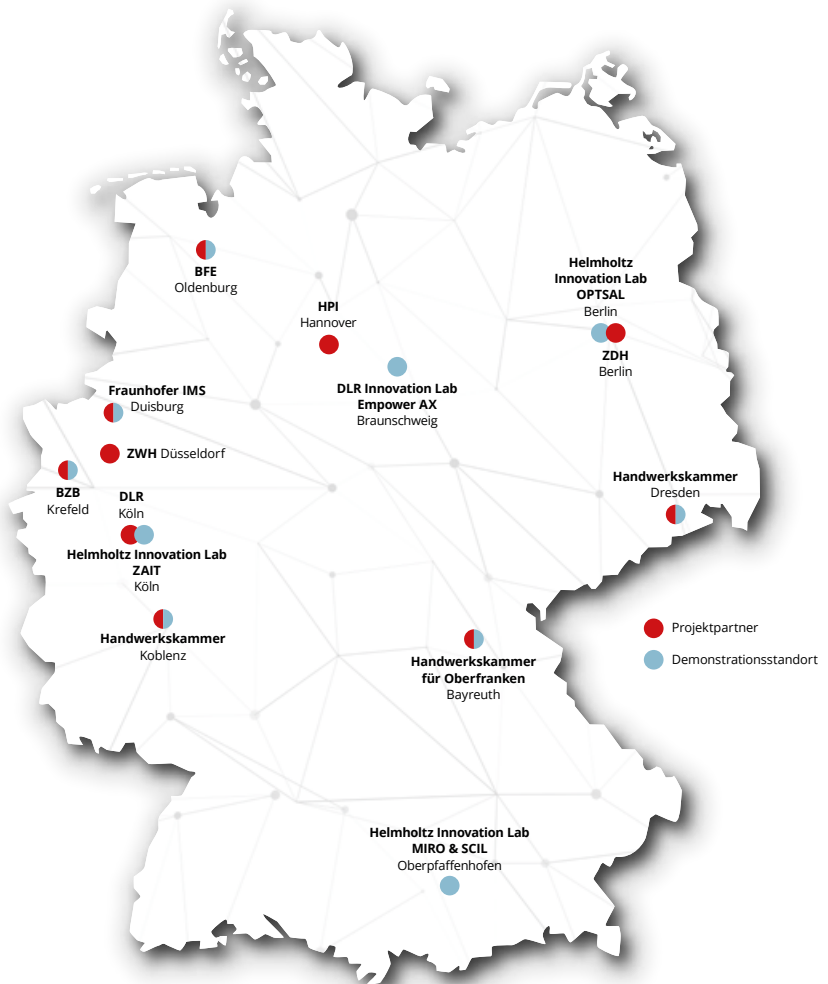 BFE
Oldenburg
Helmholtz
Innovation Lab
OPTSAL
Berlin
ZDH
Berlin
HPI
Hannover
DLR Innovation Lab
Empower AX
Braunschweig
Fraunhofer IMS
Duisburg
ZWH Düsseldorf
BZB
Krefeld
DLR
Köln
Helmholtz Innovation Lab
ZAIT
Köln
Handwerkskammer
Dresden
Handwerkskammer
Koblenz
Handwerkskammer
für Oberfranken
Bayreuth
Projektpartner
Demonstrationsstandort
Helmholtz Innovation Lab
MIRO & SCIL
Oberpfaffenhofen